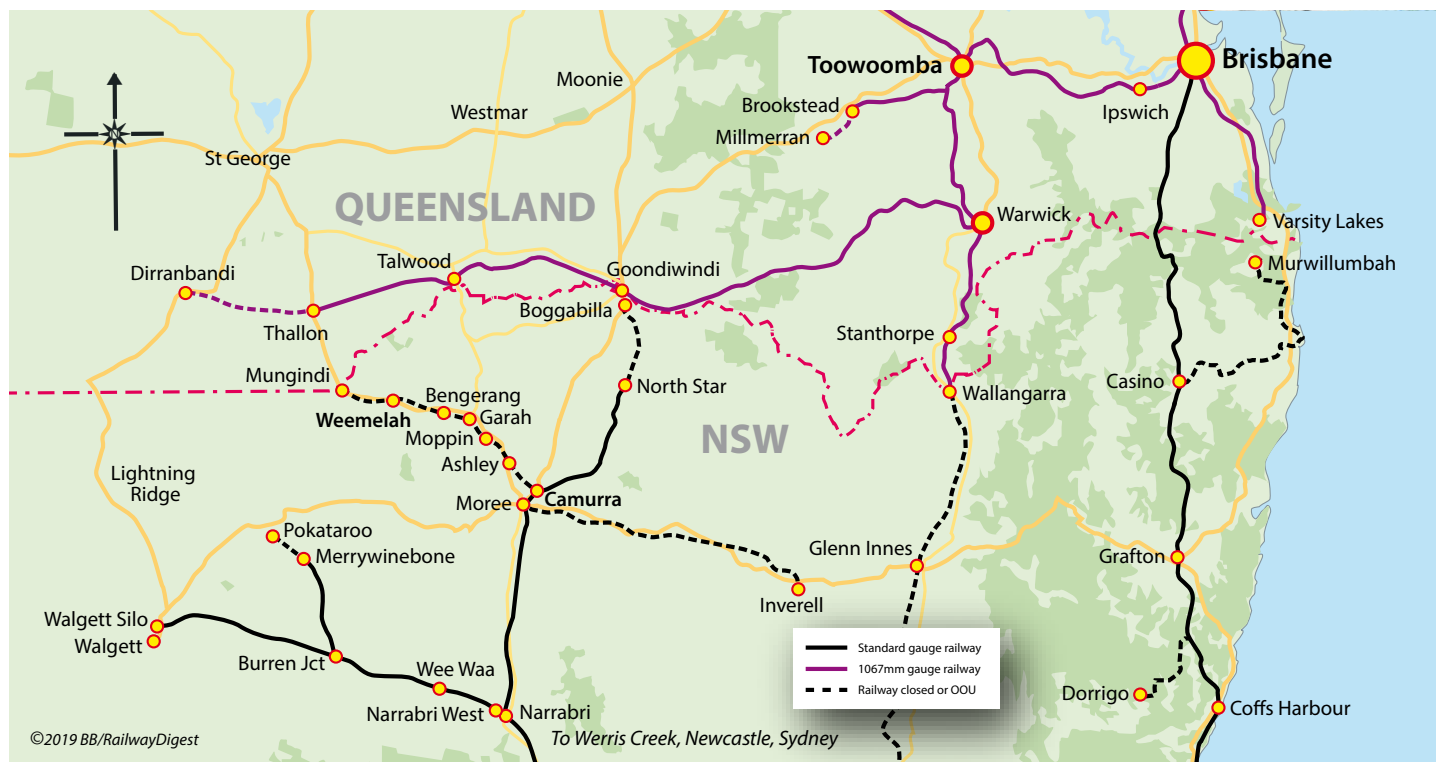 Brisbane
Toowoomba
Moonie
Brookstead
Westmar
Ipswich
Millmerran
N
St George
QUEENSLAND
Warwick
Varsity Lakes
Talwood
Murwillumbah
Dirranbandi
Goondiwindi
Boggabilla
Thallon
Stanthorpe
Mungindi
North Star
Casino
Bengerang
Wallangarra
Weemelah
Garah
Moppin
NSW
Ashley
Lightning
Ridge
Camurra
Moree
Pokataroo
Glenn Innes
Merrywinebone
Grafton
Inverell
Walgett Silo
Walgett
Standard gauge railway
1067mm gauge railway
Railway closed or OOU
Burren Jct
Wee Waa
Dorrigo
Narrabri West
Narrabri
Coffs Harbour
©2019 BB/RailwayDigest
To Werris Creek, Newcastle, Sydney